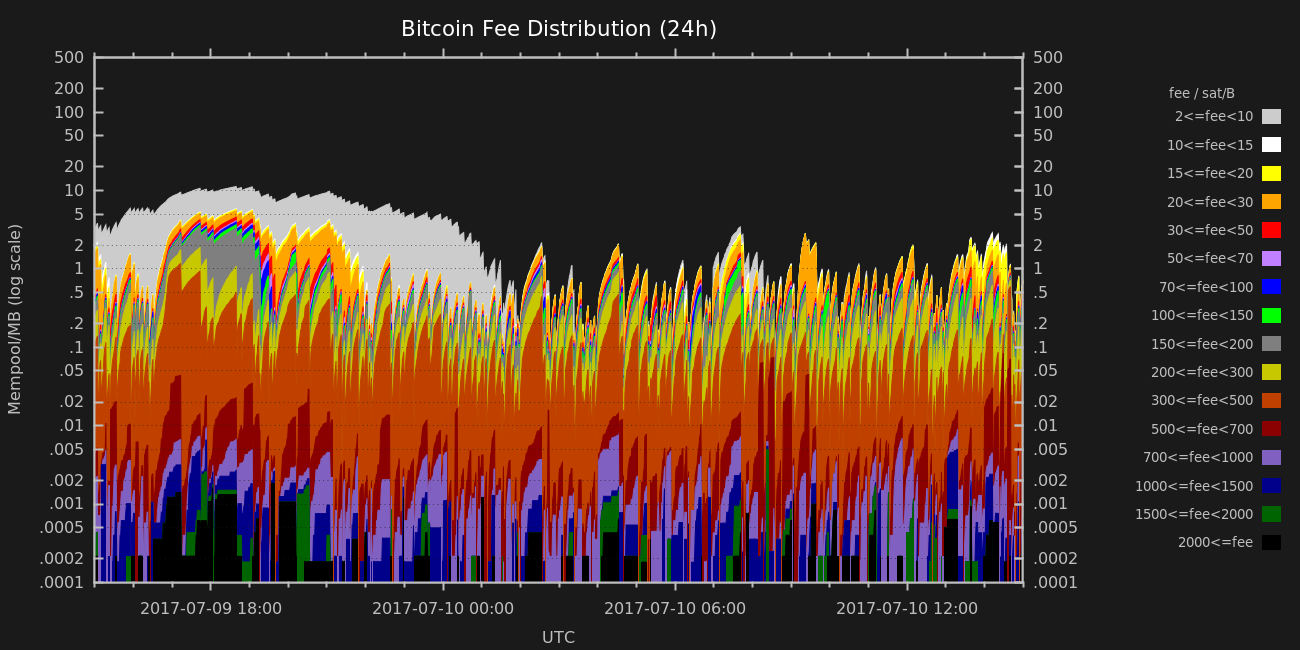 Bitcoin Fee Distribution (24h)
500
200
100
50
20
10
5
2
1
.5
.2
.1
.05
.02
.01
.005
.002
.001
.0005
.0002
.0001
Mempool/MB (log scale)
500
200
100
50
20
10
5
2
1
.5
.2
.1
.05
.02
.01
.005
.002
.001
.0005
.0002
.0001
2017-07-09 18:00 2017-07-10 00:00 2017-07-10 06:00 2017-07-10 12:00
UTC
fee / sat/B
2<=fee<10
10<=fee<15
15<=fee<20
20<=fee<30
30<=fee<50
50<=fee<70
70<=fee<100
100<=fee<150
150<=fee<200
200<=fee<300
300<=fee<500
500<=fee<700
700<=fee<1000
1000<=fee<1500
1500<=fee<2000
2000<=fee